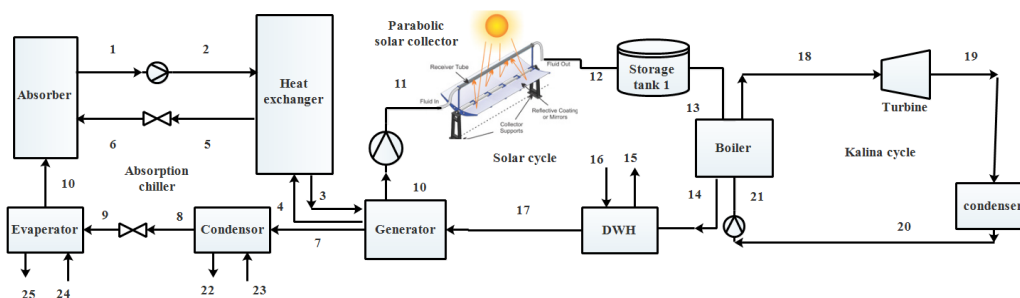 Parabolic
solar collector
1
2
11
12
18
19
Heat
exchanger
Receiver Tube
Fluid Out
Storage
tank 1
Absorber
Fluid In
Reflective Coating
or Mirrors
Collector
Supports
Turbine
13
6
5
Boiler
Solar cycle
16
15
Kalina cycle
10
Absorption
chiller
3
4
10
14
21
17
9
8
7
20
Evaperator
Condensor
Generator
DWH
condenser
25
24
22
23